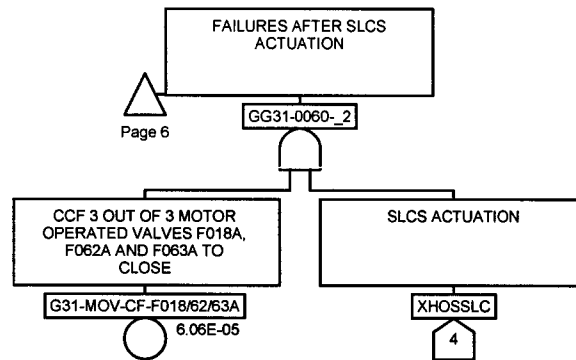 FAILURES AFTER SLCS
ACTUATION
Page 6
GG31-0060-_2
CCF 3 OUT OF 3 MOTOR
OPERATED VALVES F018A,
F062A AND F063A TO
CLOSE
G31-MOV-CF-F018/62/63A
6.06E-05
SLCS ACTUATION
XHOSSLC
4